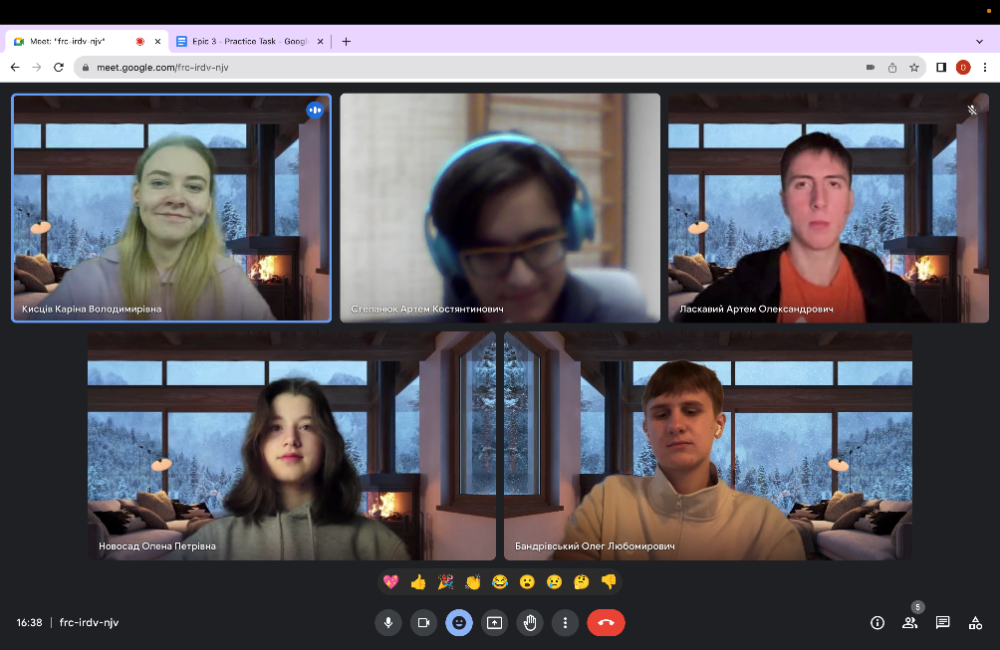 Meet: "frc-irdv-njv"
Epic 3 - Practice Task - Googl
meet.google.com/frc-irdv-njv
O
Кисців Каріна Володимирівна
Степанюк Артем Костянтинович
Ласкавий Артем Олександрович
Новосад Олена Петрівна
Бандрівський Олег Любомирович
16:38 | frc-irdv-njv
5